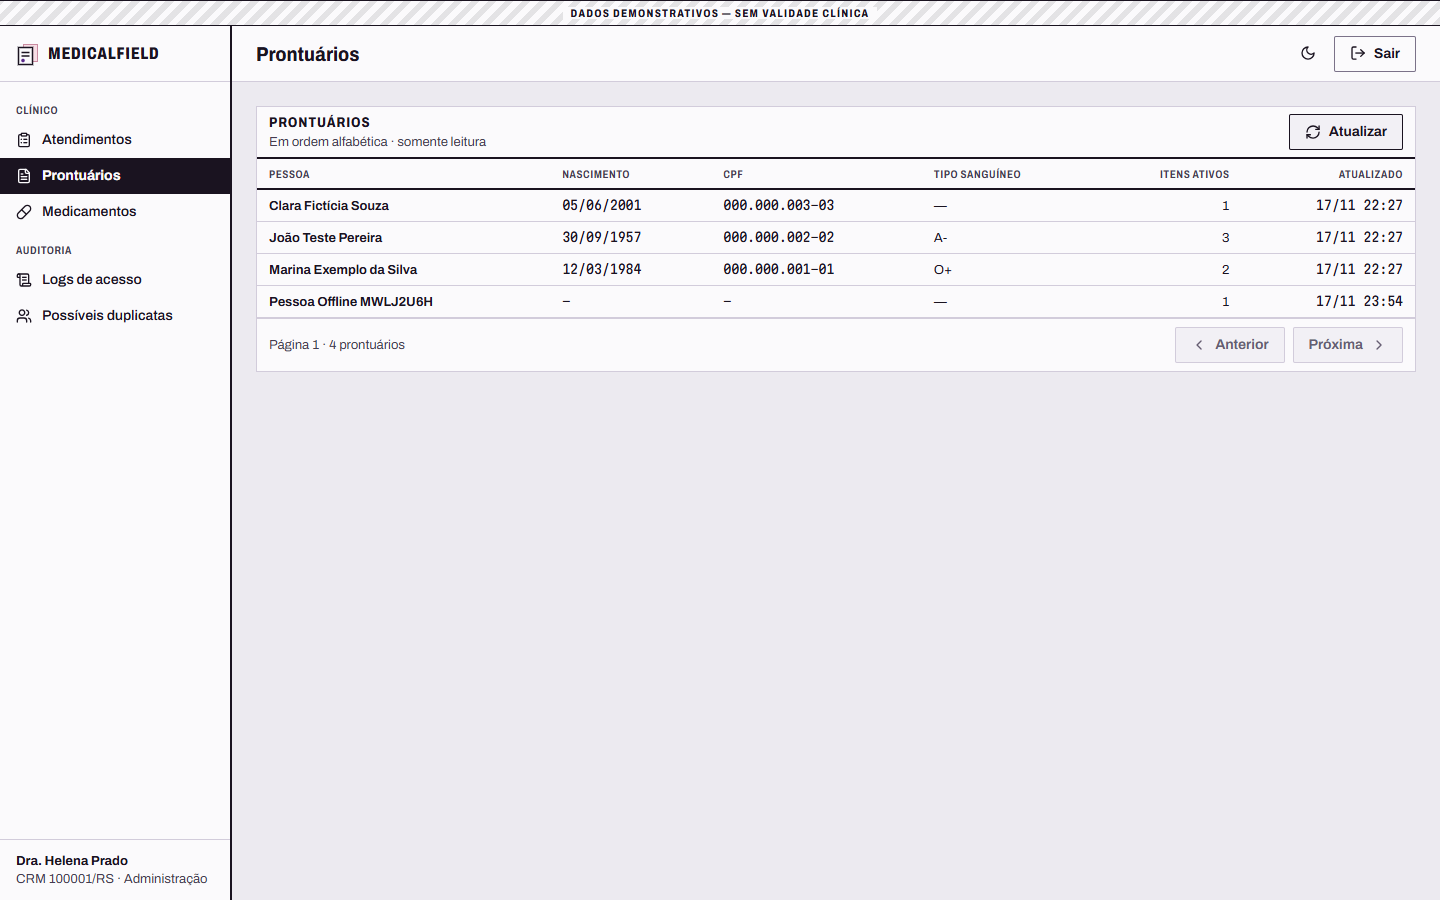 DADOS DEMONSTRATIVOS — SEM VALIDADE CLÍNICA
MEDICALFIELD
Prontuários
Sair
CLÍNICO
Atendimentos
Prontuários
Medicamentos
AUDITORIA
Logs de acesso
Possíveis duplicatas
PRONTUÁRIOS
Em ordem alfabética · somente leitura
Atualizar
PESSOA NASCIMENTO CPF TIPO SANGUÍNEO ITENS ATIVOS ATUALIZADO
Clara Fictícia Souza 05/06/2001 000.000.003-03 — 1 17/11 22:27
João Teste Pereira 30/09/1957 000.000.002-02 A- 3 17/11 22:27
Marina Exemplo da Silva 12/03/1984 000.000.001-01 O+ 2 17/11 22:27
Pessoa Offline MWLJ2U6H — — — 1 17/11 23:54
Página 1 · 4 prontuários
Anterior
Próxima
Dra. Helena Prado
CRM 100001/RS · Administração